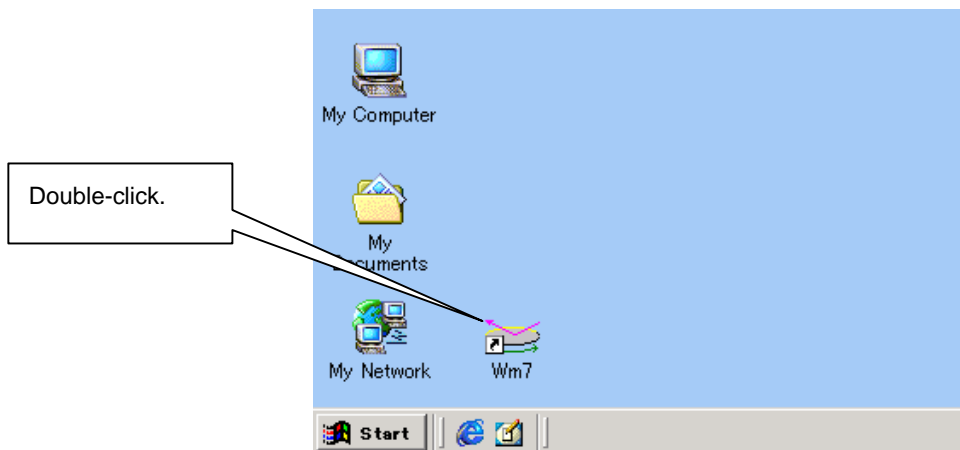 My Computer
Double-click.
My
Documents
My Network
Wm7
Start